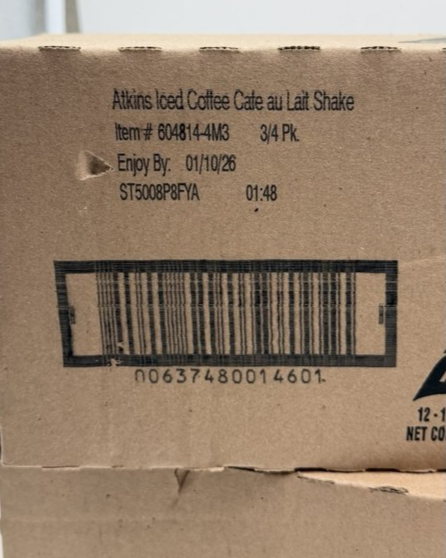 Atkins Iced Coffee Cafe au Lait Shake
Item# 604814-4M3 3/4 Pk.
Enjoy By: 01/10/26
ST5008P8FYA 01:48
00637480014601
12-1
NET CO